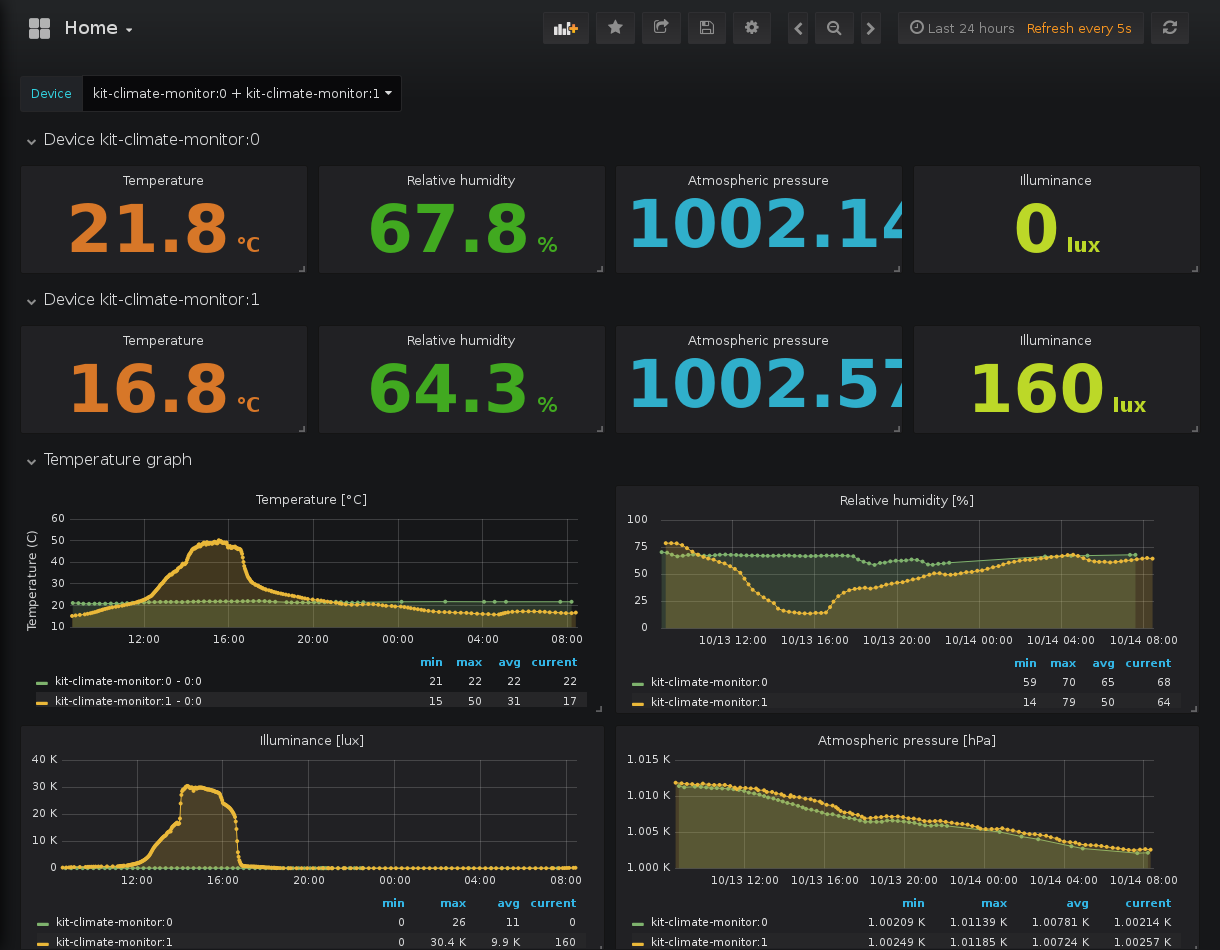 Home
Last 24 hours Refresh every 5s
Device kit-climate-monitor:0 + kit-climate-monitor:1
Device kit-climate-monitor:0
Temperature Relative humidity Atmospheric pressure Illuminance
21.8 °C 67.8 % 1002.14 0 lux
Device kit-climate-monitor:1
Temperature Relative humidity Atmospheric pressure Illuminance
16.8 °C 64.3 % 1002.57 160 lux
Temperature graph
Temperature [°C]
Temperature (C)
60
50
40
30
20
10
12:00 16:00 20:00 00:00 04:00 08:00
min max avg current
kit-climate-monitor:0 - 0:0 21 22 22 22
kit-climate-monitor:1 - 0:0 15 50 31 17
Relative humidity [%]
100
75
50
25
0
10/13 12:00 10/13 16:00 10/13 20:00 10/14 00:00 10/14 04:00 10/14 08:00
min max avg current
kit-climate-monitor:0 59 70 65 68
kit-climate-monitor:1 14 79 50 64
Illuminance [lux]
40 K
30 K
20 K
10 K
0
12:00 16:00 20:00 00:00 04:00 08:00
min max avg current
kit-climate-monitor:0 0 26 11 0
kit-climate-monitor:1 0 30.4 K 9.9 K 160
Atmospheric pressure [hPa]
1.015 K
1.010 K
1.005 K
1.000 K
10/13 12:00 10/13 16:00 10/13 20:00 10/14 00:00 10/14 04:00 10/14 08:00
min max avg current
kit-climate-monitor:0 1.00209 K 1.01139 K 1.00781 K 1.00214 K
kit-climate-monitor:1 1.00249 K 1.01185 K 1.00724 K 1.00257 K